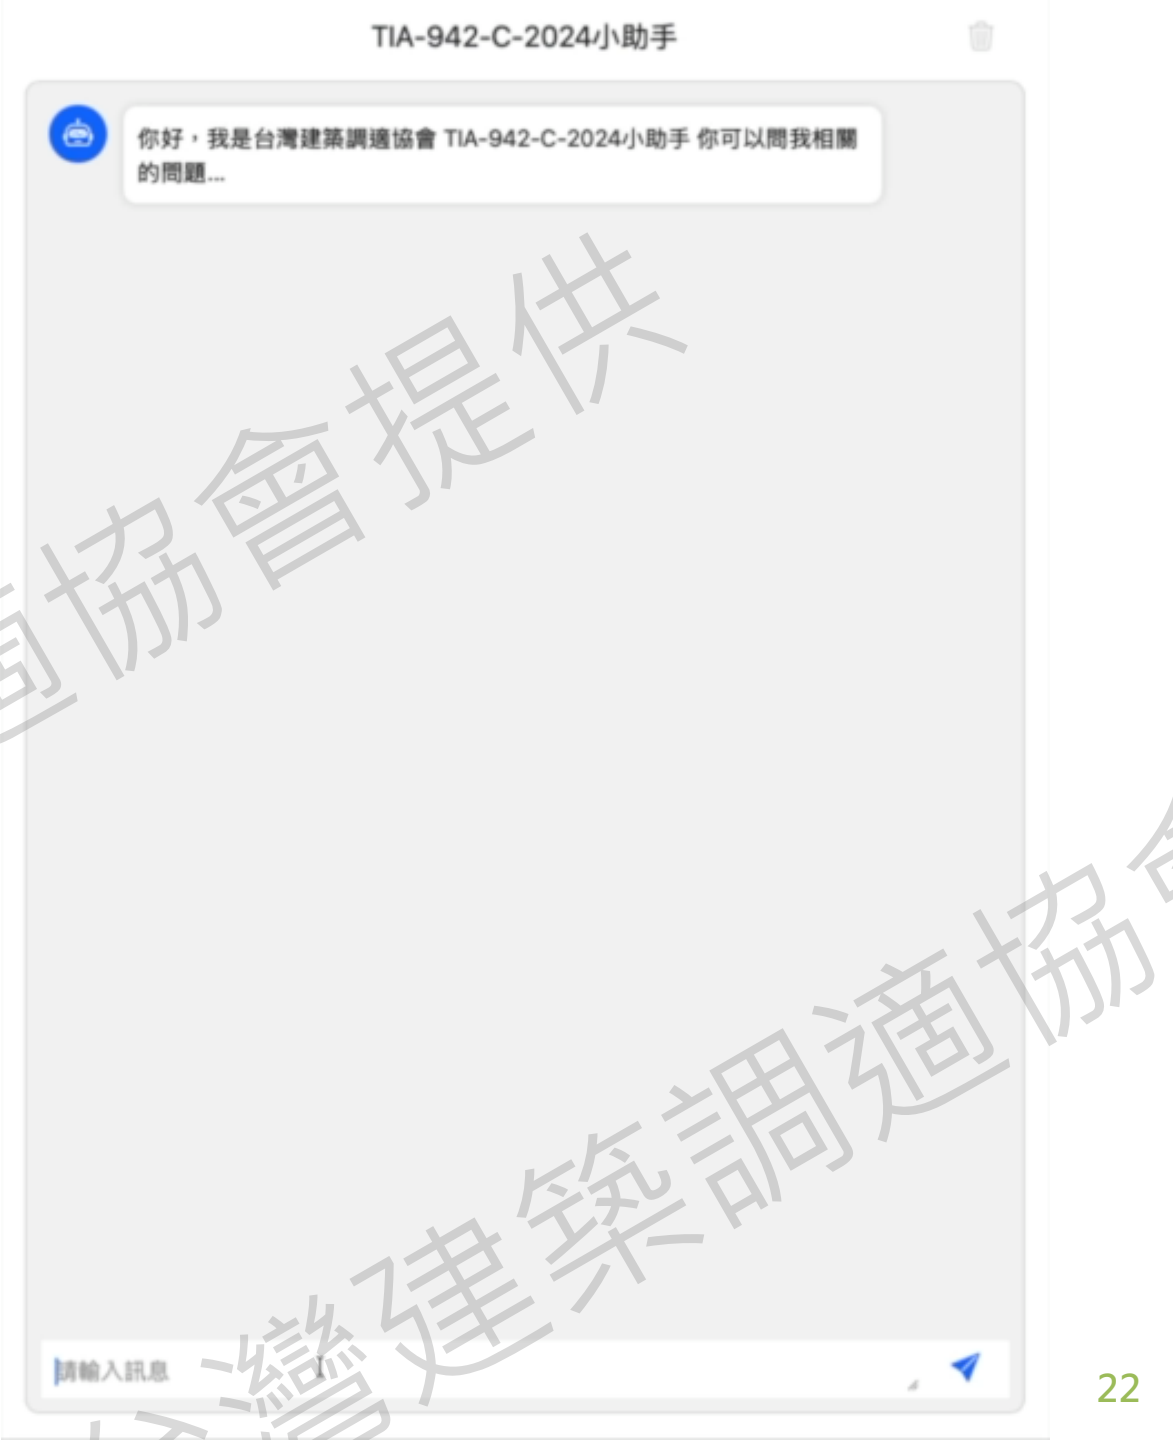 TIA-942-C-2024小助手
你好，我是台灣建築調適協會 TIA-942-C-2024小助手 你可以問我相關
的問題...
適協會提供
台灣建築調適協會
請輸入訊息
22